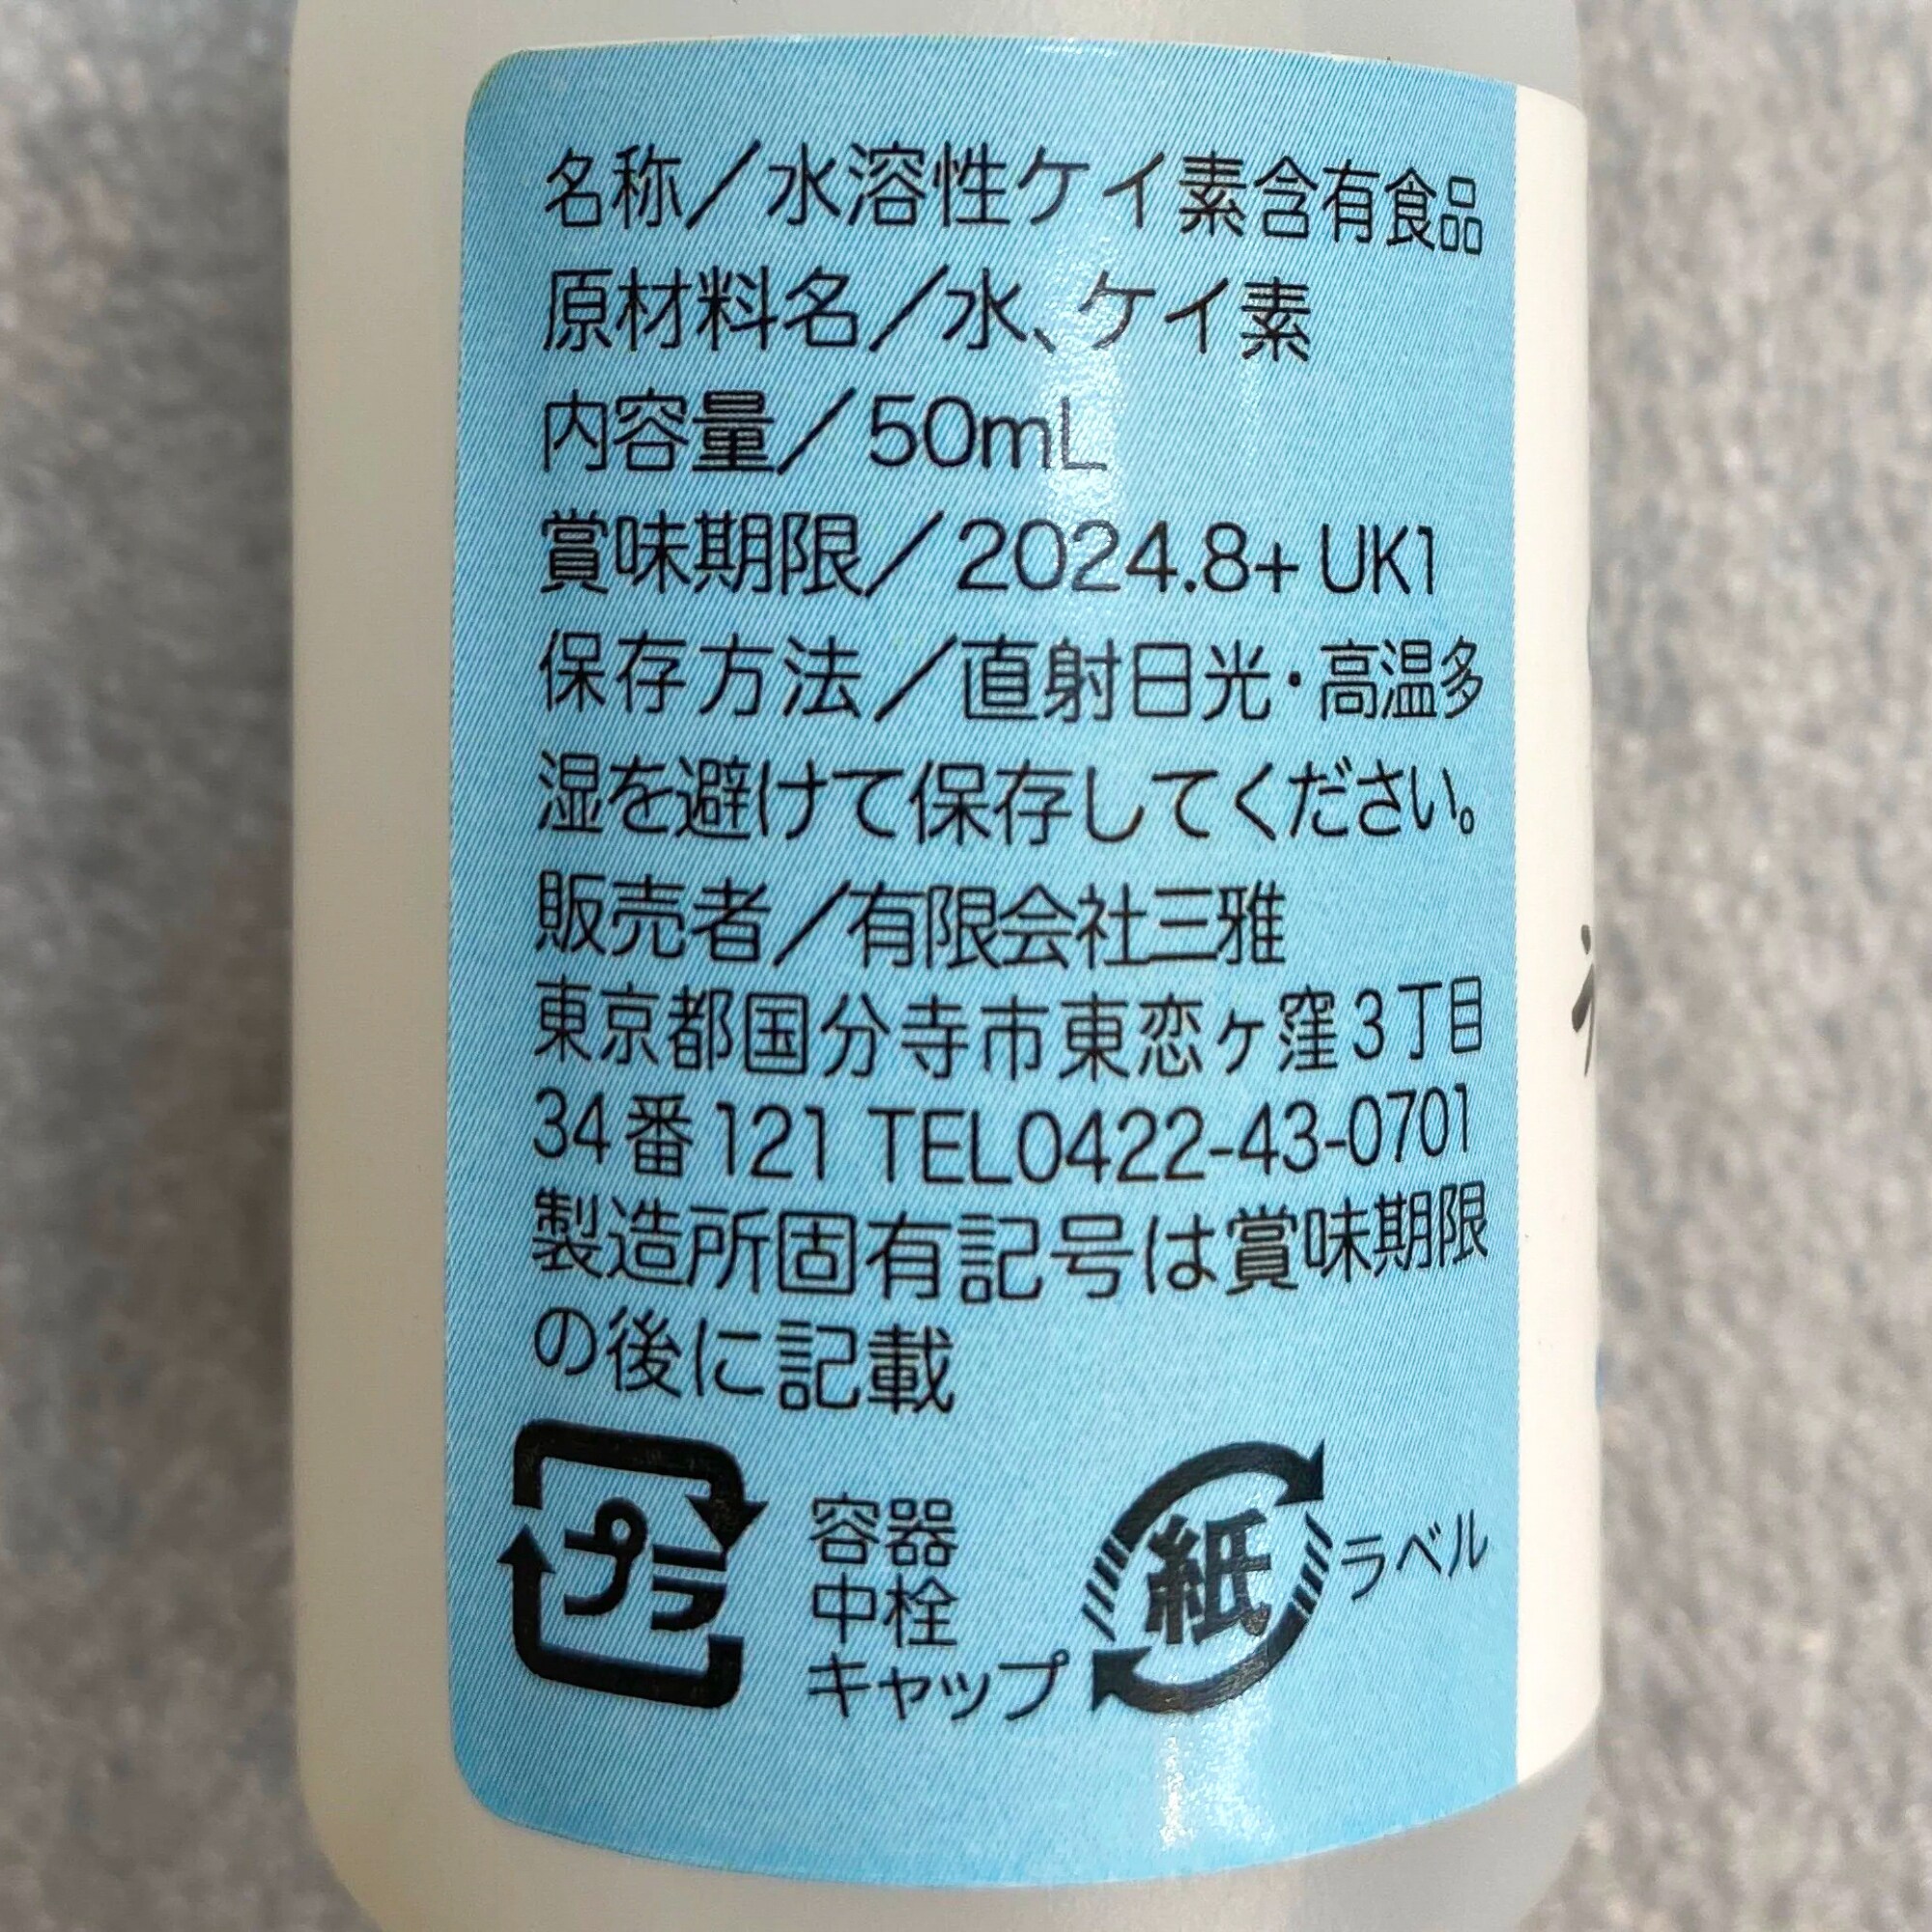 名称／水溶性ケイ素含有食品
原材料名／水、ケイ素
内容量／50mL
賞味期限／2024.8+ UK1
保存方法／直射日光・高温多
湿を避けて保存してください。
販売者／有限会社三雅
東京都国分寺市東恋ヶ窪3丁目
34番121 TEL0422-43-0701
製造所固有記号は賞味期限
の後に記載
プラ
容器
中栓
キャップ
紙
ラベル